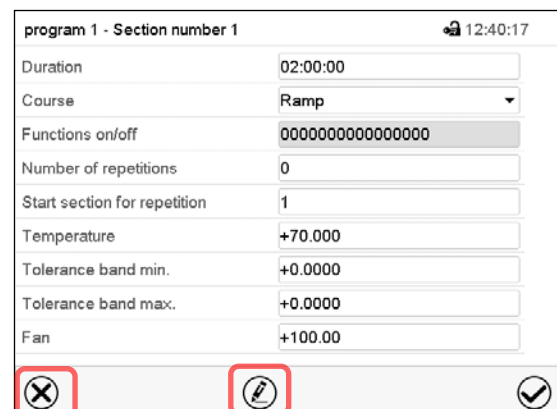 program 1 - Section number 1 12:40:17
Duration 02:00:00
Course Ramp
Functions on/off 0000000000000000
Number of repetitions 0
Start section for repetition 1
Temperature +70.000
Tolerance band min. +0.0000
Tolerance band max. +0.0000
Fan +100.00